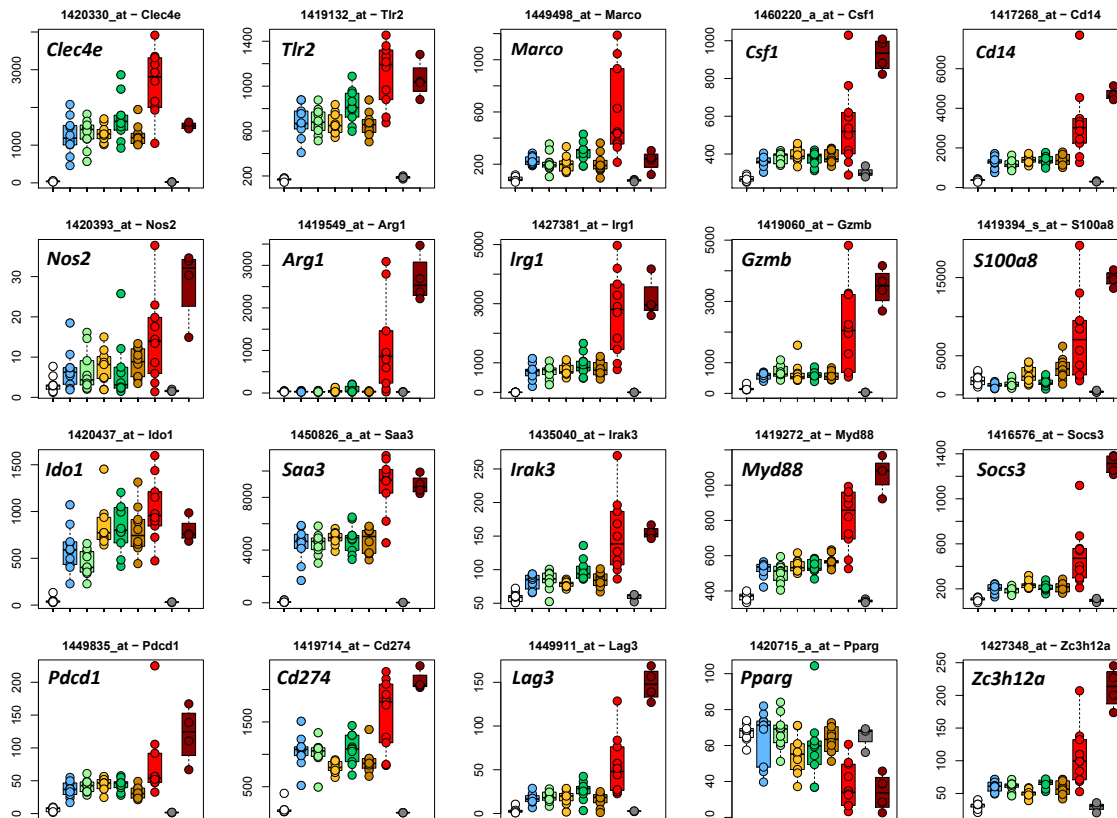 1420330_at − Clec4e
Clec4e
0
1000
3000
1419132_at − Tlr2
Tlr2
200
600
1000
1400
1449498_at − Marco
Marco
200
600
1000
1460220_a_at − Csf1
Csf1
400
600
800
1000
1417268_at − Cd14
Cd14
0
2000
4000
6000
1420393_at − Nos2
Nos2
0
10
20
30
1419549_at − Arg1
Arg1
0
1000
3000
1427381_at − Irg1
Irg1
0
1000
3000
5000
1419060_at − Gzmb
Gzmb
0
1000
3000
5000
1419394_s_at − S100a8
S100a8
0
5000
15000
1420437_at − Ido1
Ido1
0
500
1000
1500
1450826_a_at − Saa3
Saa3
0
4000
8000
1435040_at − Irak3
Irak3
50
100
150
200
250
1419272_at − Myd88
Myd88
400
600
800
1000
1416576_at − Socs3
Socs3
200
600
1000
1400
1449835_at − Pdcd1
Pdcd1
0
50
100
150
200
1419714_at − Cd274
Cd274
0
500
1500
1449911_at − Lag3
Lag3
0
50
100
150
1420715_a_at − Pparg
Pparg
20
40
60
80
100
1427348_at − Zc3h12a
Zc3h12a
50
100
150
200
250